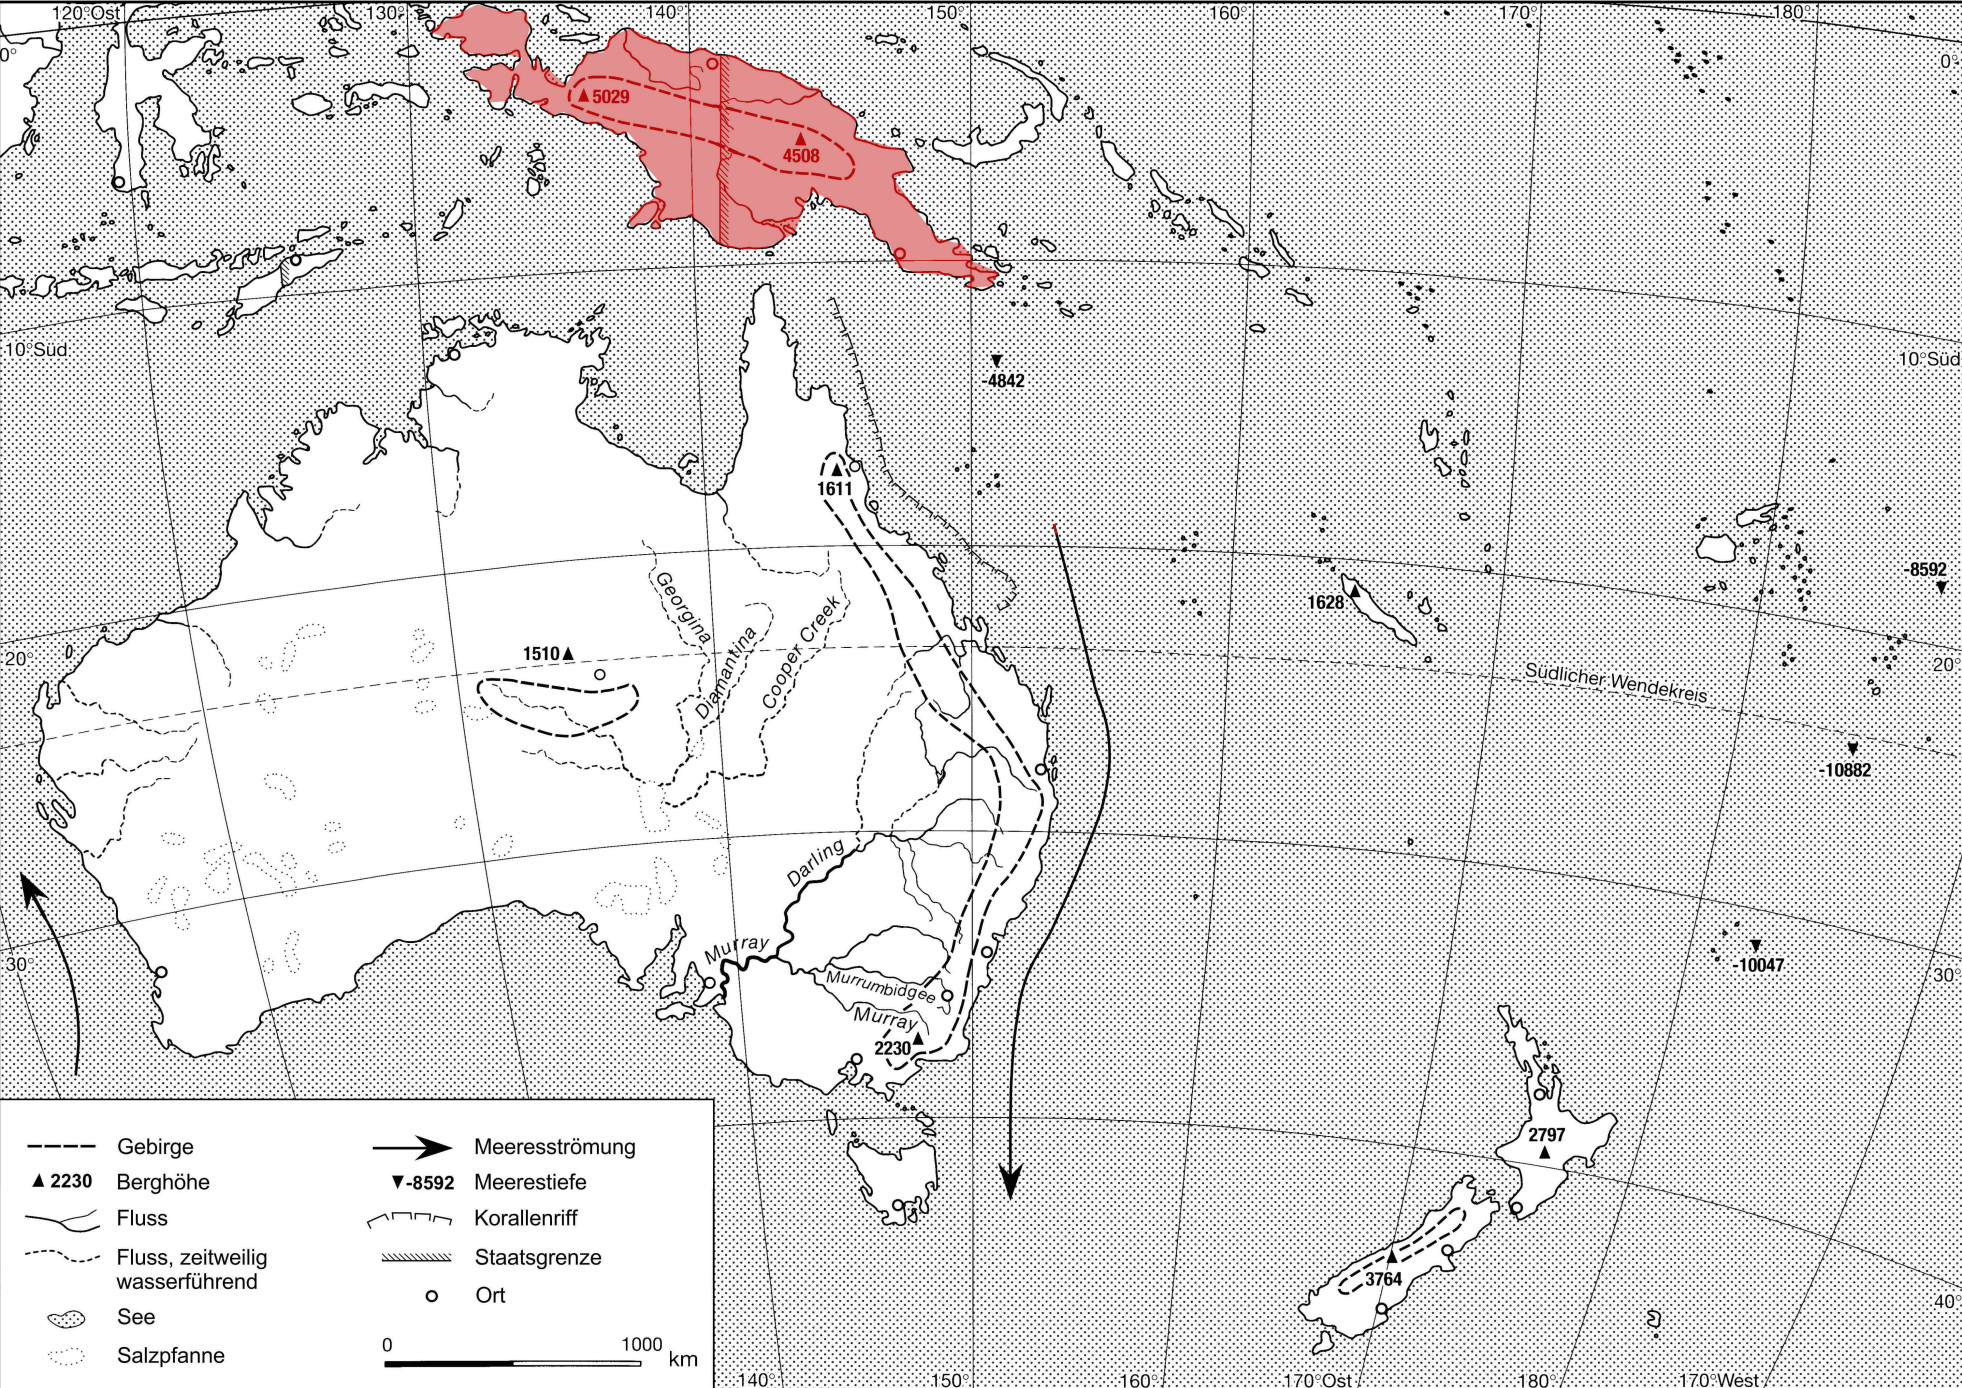 120°Ost
130°
140°
150°
160°
170°
180°
0°
0°
5029
4508
10°Süd
10°Süd
-4842
1611
-8592
Georgina
Diamantina
Cooper Creek
1628
1510
20°
20°
Südlicher Wendekreis
-10882
Darling
Murray
30°
-10047
30°
Murrumbidgee
Murray
2230
2797
3764
40°
Gebirge
2230 Berghöhe
Fluss
Fluss, zeitweilig
wasserführend
See
Salzpfanne
Meeresströmung
-8592 Meerestiefe
Korallenriff
Staatsgrenze
Ort
0 1000 km
140°
150°
160°
170°Ost
180°
170°West